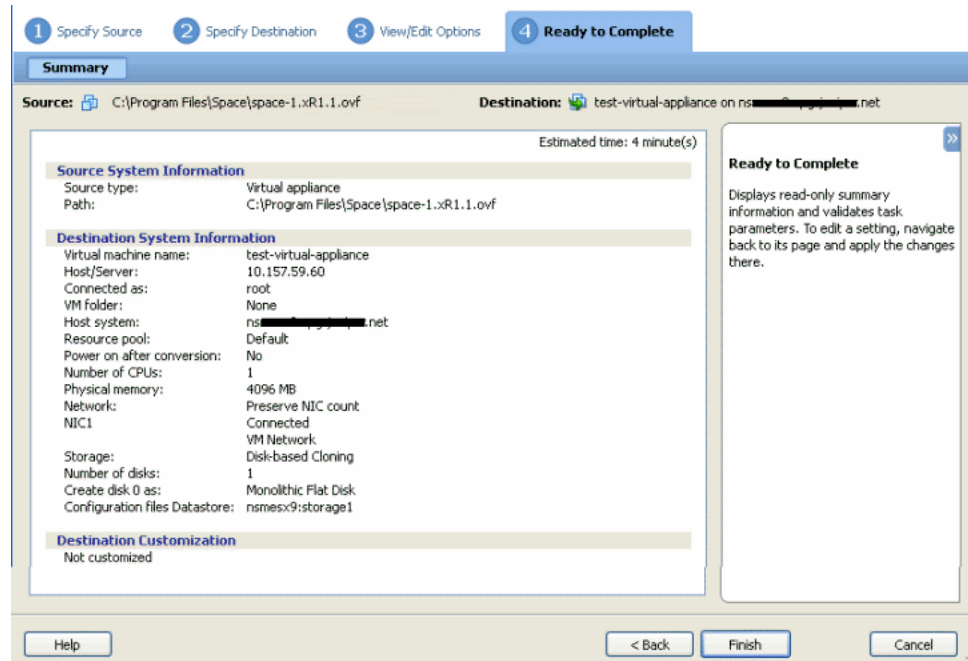 1 Specify Source 2 Specify Destination 3 View/Edit Options 4 Ready to Complete
Summary
Source: C:\Program Files\Space\space-1.xR1.1.ovf Destination: test-virtual-appliance on ns .net
Estimated time: 4 minute(s)
Source System Information
Source type: Virtual appliance
Path: C:\Program Files\Space\space-1.xR1.1.ovf
Destination System Information
Virtual machine name: test-virtual-appliance
Host/Server: 10.157.59.60
Connected as: root
VM folder: None
Host system: ns .net
Resource pool: Default
Power on after conversion: No
Number of CPUs: 1
Physical memory: 4096 MB
Network: Preserve NIC count
NIC1 Connected
VM Network
Storage: Disk-based Cloning
Number of disks: 1
Create disk 0 as: Monolithic Flat Disk
Configuration files Datastore: nsmesx9:storage1
Destination Customization
Not customized
»
Ready to Complete
Displays read-only summary
information and validates task
parameters. To edit a setting, navigate
back to its page and apply the changes
there.
Help < Back Finish Cancel